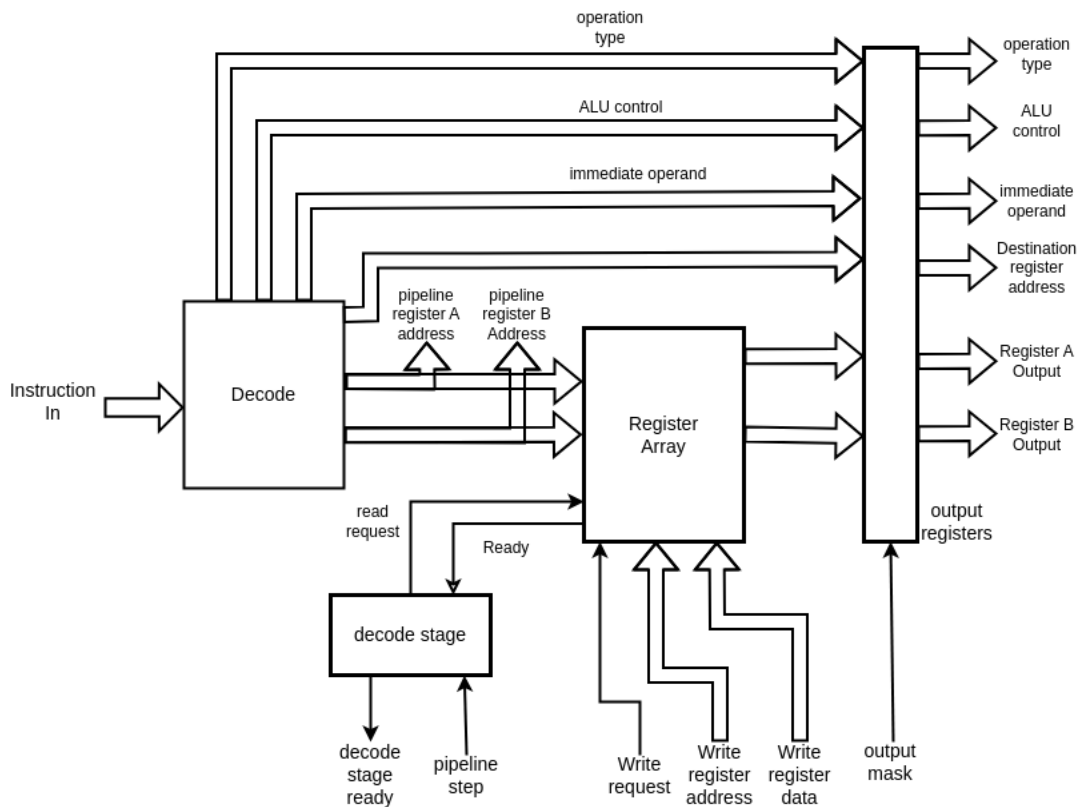 operation
type
operation
type
ALU control
ALU
control
immediate operand
immediate
operand
Destination
register
address
pipeline
register A
address
pipeline
register B
Address
Instruction
In
Decode
Register
Array
Register A
Output
Register B
Output
read
request
Ready
output
registers
decode stage
decode
stage
ready
pipeline
step
Write
request
Write
register
address
Write
register
data
output
mask